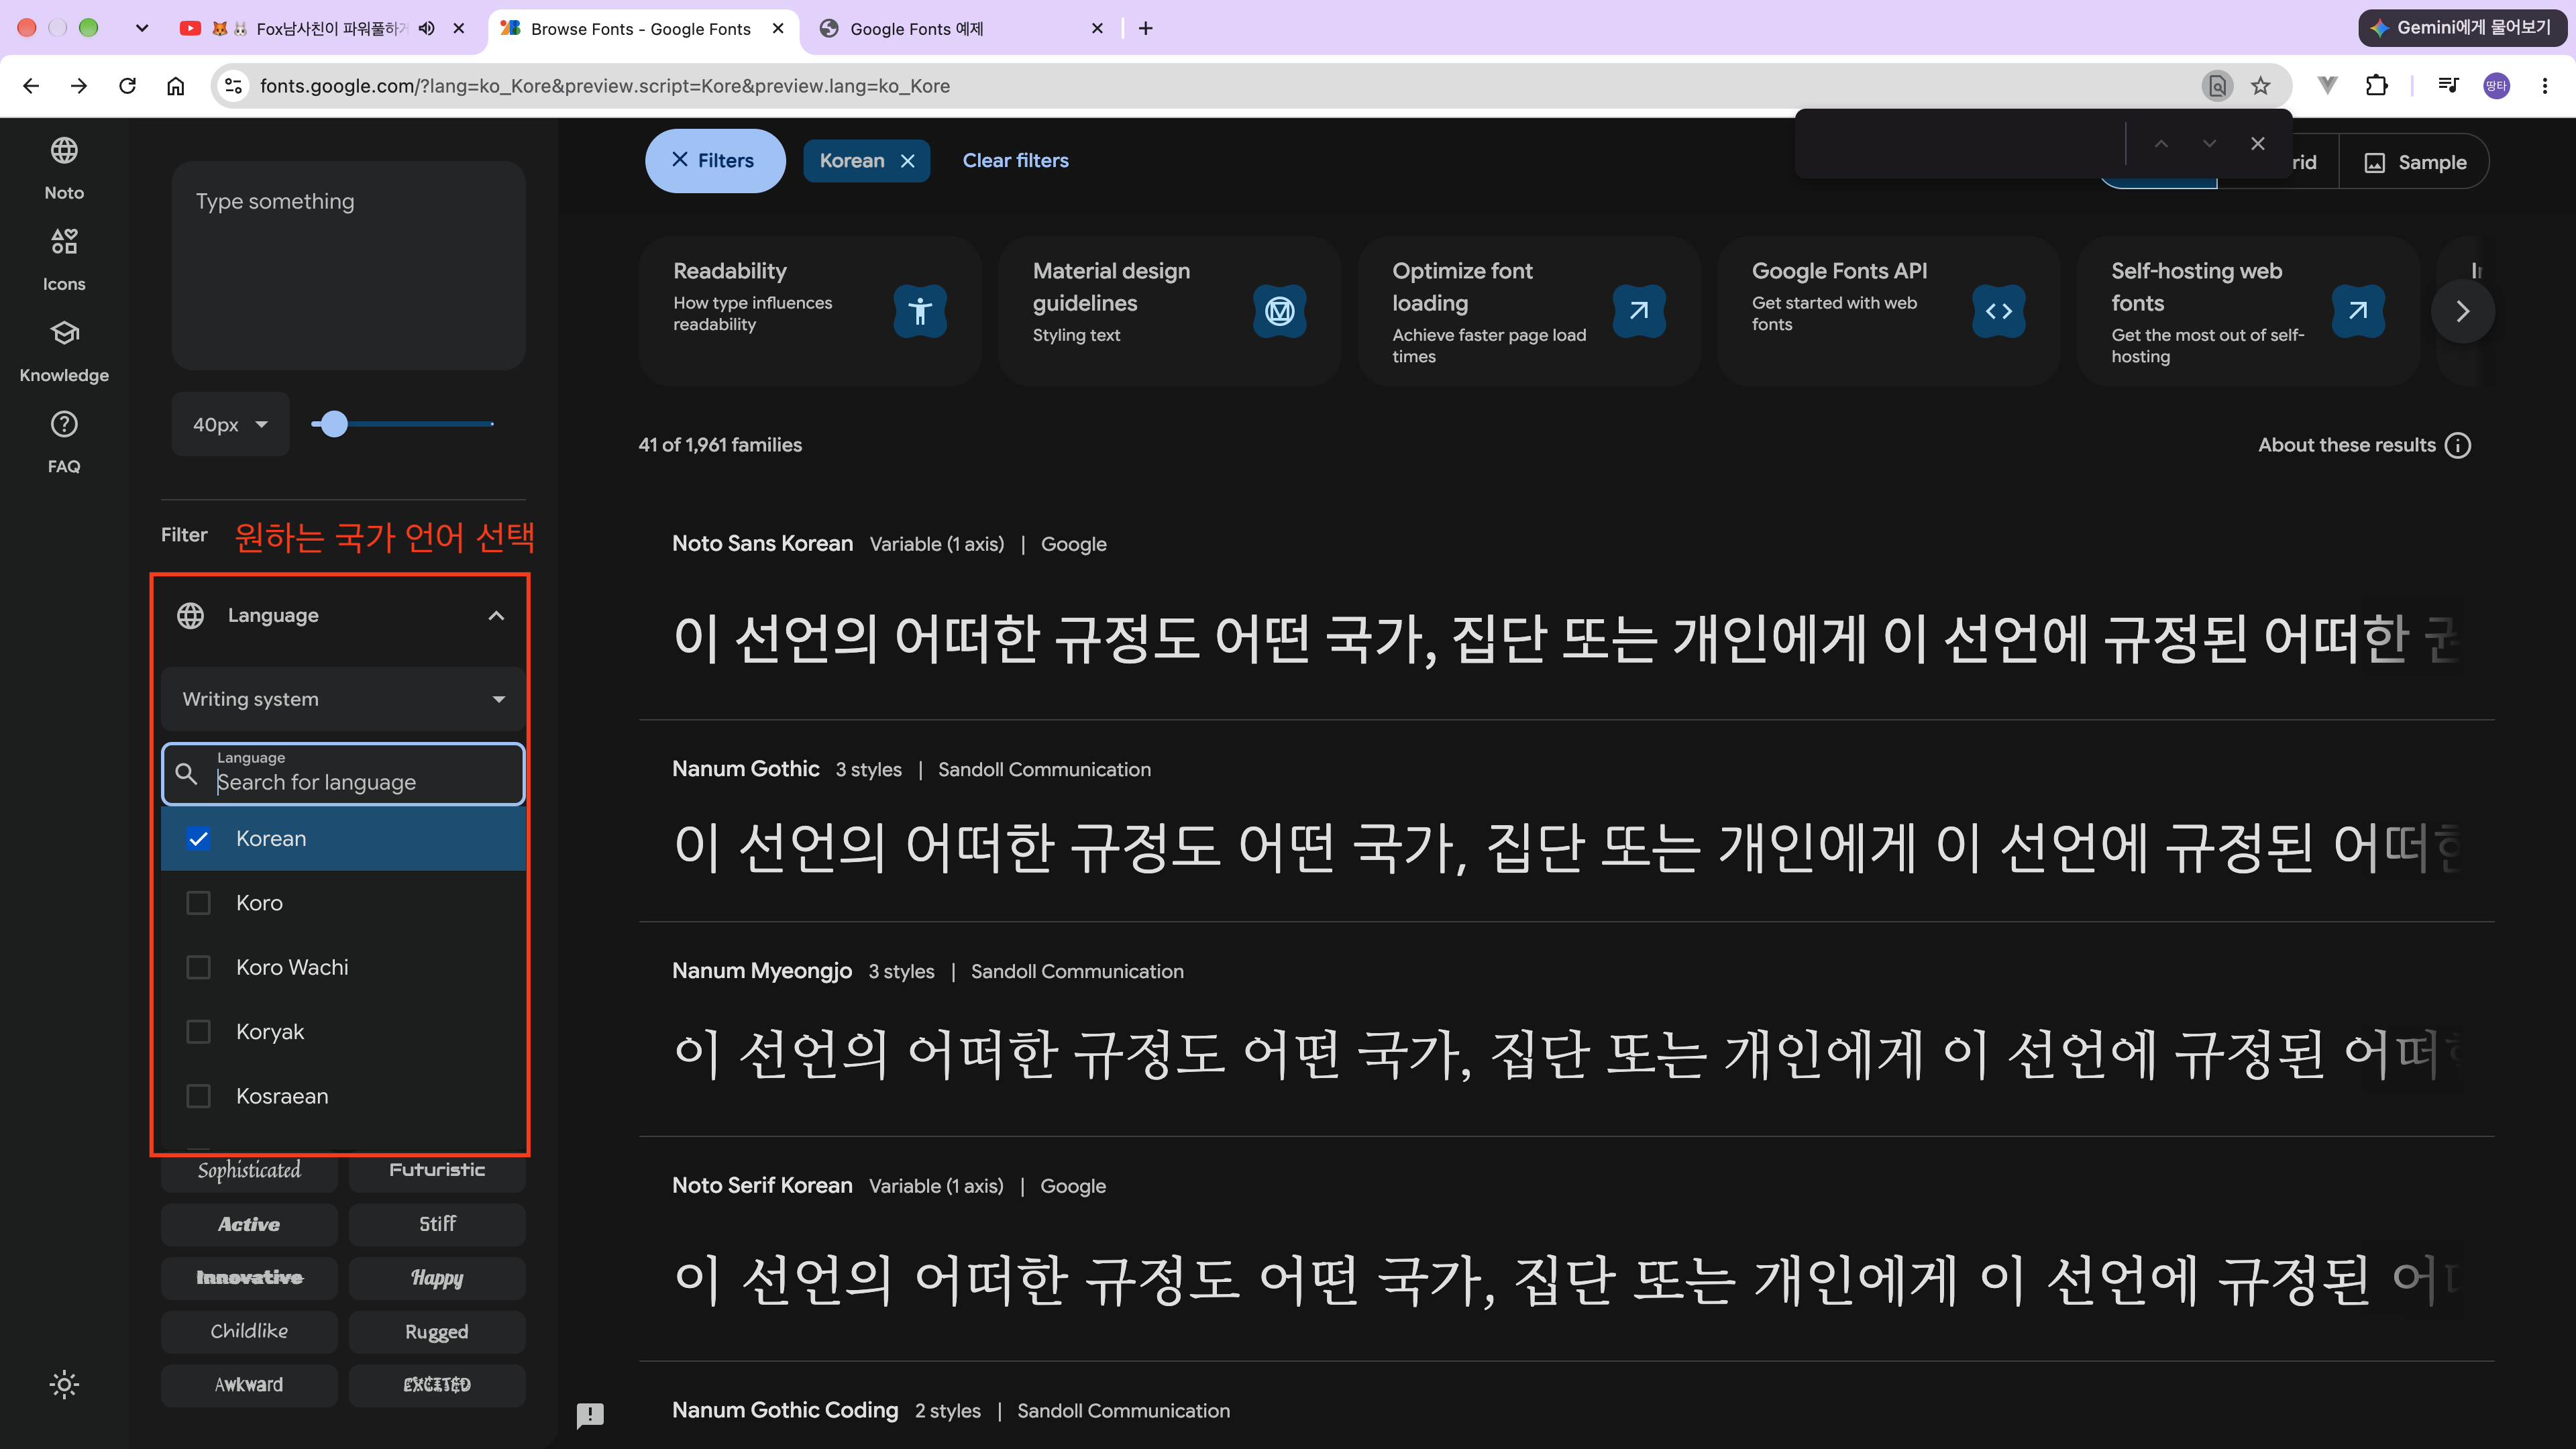 Fox남사친이 파워풀하게
Browse Fonts - Google Fonts
Google Fonts 예제
Gemini에게 물어보기
fonts.google.com/?lang=ko_Kore&preview.script=Kore&preview.lang=ko_Kore
땅타
Noto
Icons
Knowledge
FAQ
Type something
40px
Filter
원하는 국가 언어 선택
Language
Writing system
Language
Search for language
Korean
Koro
Koro Wachi
Koryak
Kosraean
Sophisticated
Futuristic
Active
Stiff
Innovative
Happy
Childlike
Rugged
Awkward
EXCITED
Filters
Korean
Clear filters
rid
Sample
Readability
How type influences
readability
Material design
guidelines
Styling text
Optimize font
loading
Achieve faster page load
times
Google Fonts API
Get started with web
fonts
Self-hosting web
fonts
Get the most out of self-
hosting
41 of 1,961 families
About these results
Noto Sans Korean Variable (1 axis) | Google
이 선언의 어떠한 규정도 어떤 국가, 집단 또는 개인에게 이 선언에 규정된 어떠한
Nanum Gothic 3 styles | Sandoll Communication
이 선언의 어떠한 규정도 어떤 국가, 집단 또는 개인에게 이 선언에 규정된 어떠한
Nanum Myeongjo 3 styles | Sandoll Communication
이 선언의 어떠한 규정도 어떤 국가, 집단 또는 개인에게 이 선언에 규정된 어떠
Noto Serif Korean Variable (1 axis) | Google
이 선언의 어떠한 규정도 어떤 국가, 집단 또는 개인에게 이 선언에 규정된 어
Nanum Gothic Coding 2 styles | Sandoll Communication